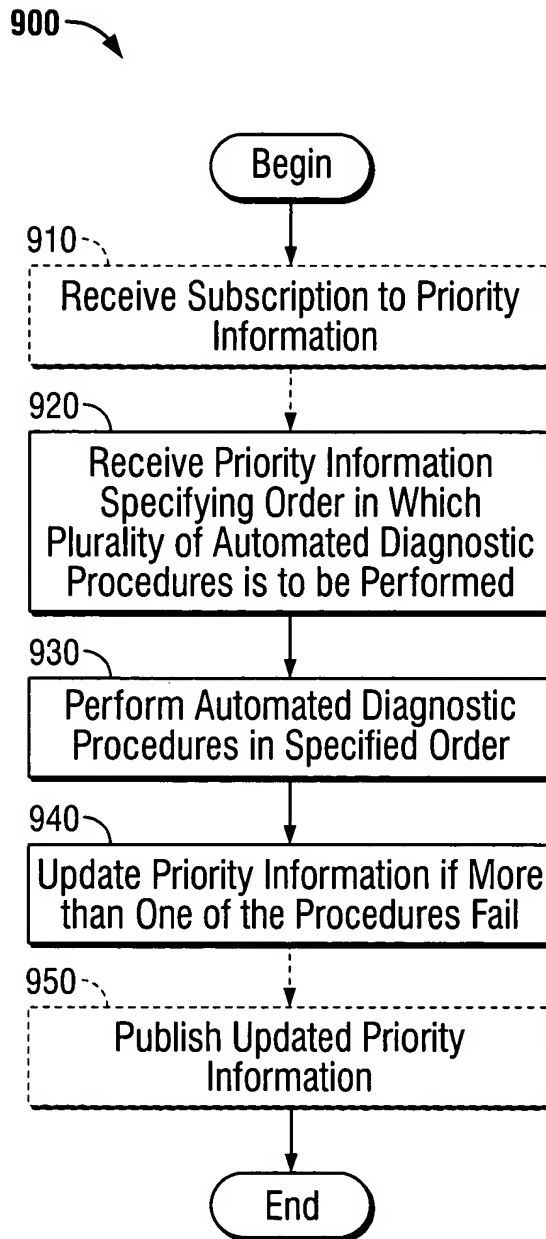 900
Begin
910
Receive Subscription to Priority
Information
920
Receive Priority Information
Specifying Order in Which
Plurality of Automated Diagnostic
Procedures is to be Performed
930
Perform Automated Diagnostic
Procedures in Specified Order
940
Update Priority Information if More
than One of the Procedures Fail
950
Publish Updated Priority
Information
End